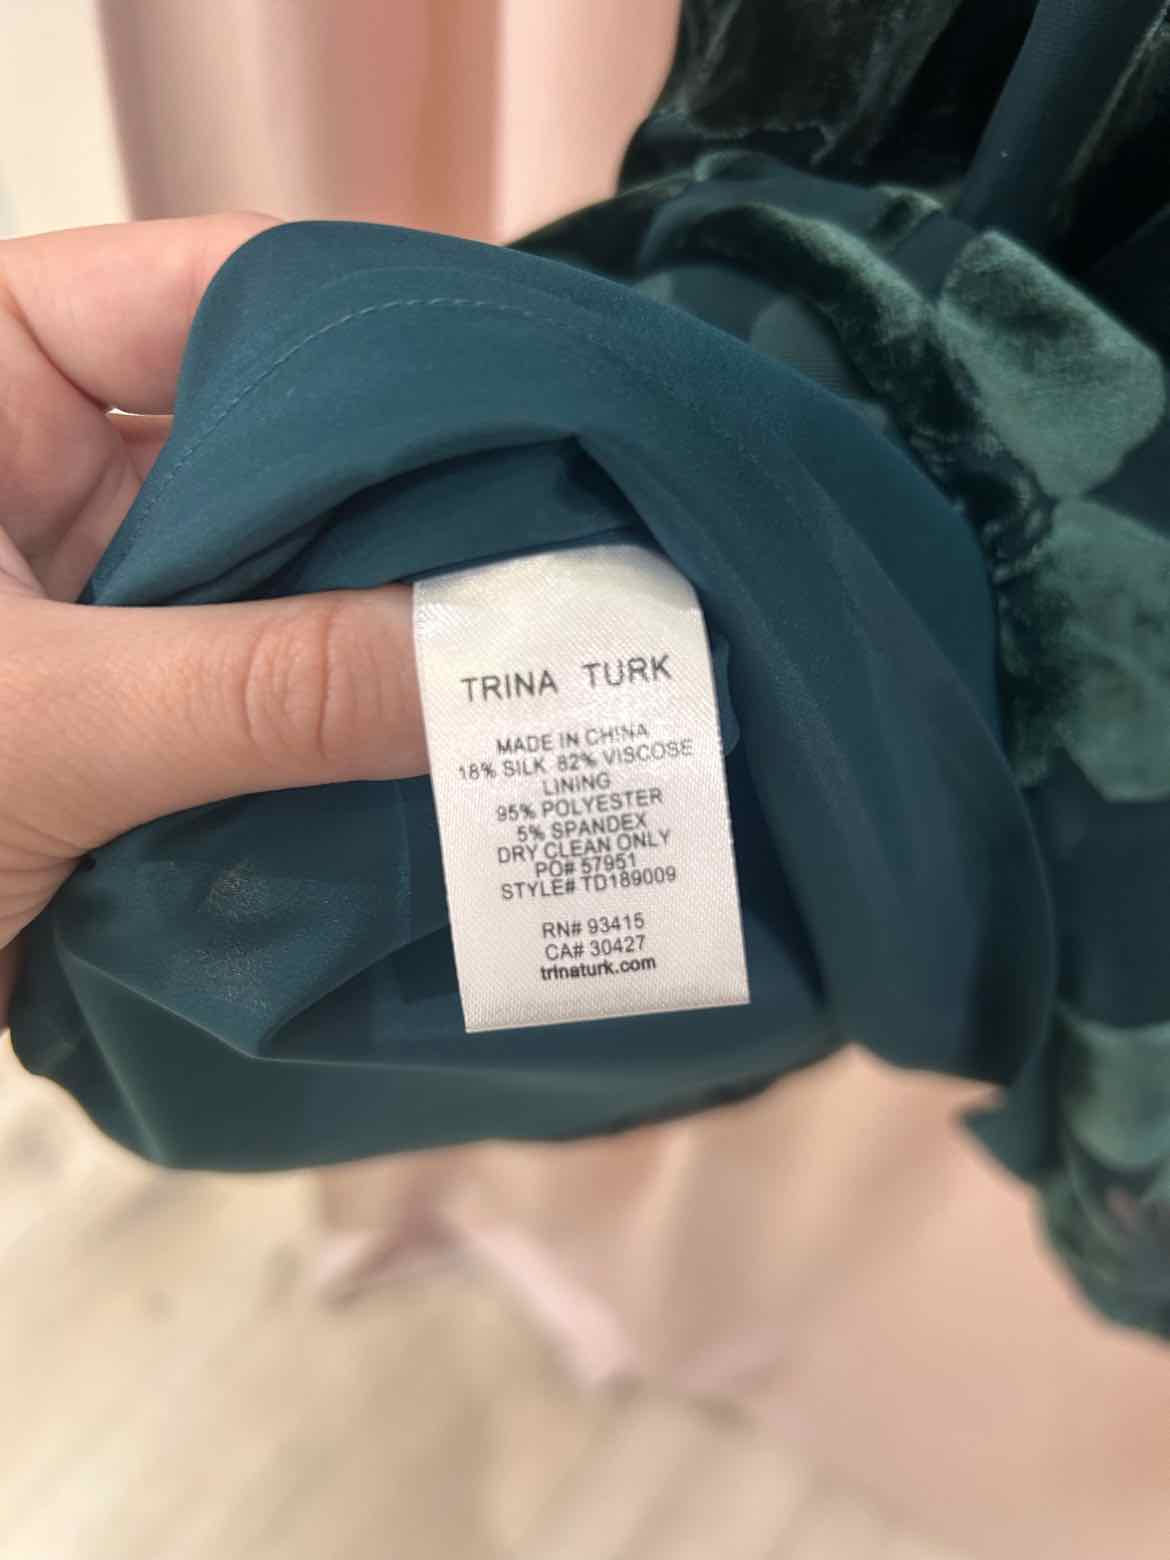 TRINA TURK
MADE IN CHINA
18% SILK 82% VISCOSE
LINING
95% POLYESTER
5% SPANDEX
DRY CLEAN ONLY
PO# 57951
STYLE# TD189009
RN# 93415
CA# 30427
trinaturk.com